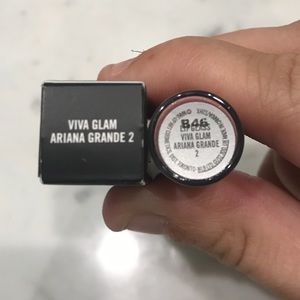 VIVA GLAM
ARIANA GRANDE 2
B46
LIP GLASS
VIVA GLAM
ARIANA GRANDE
2